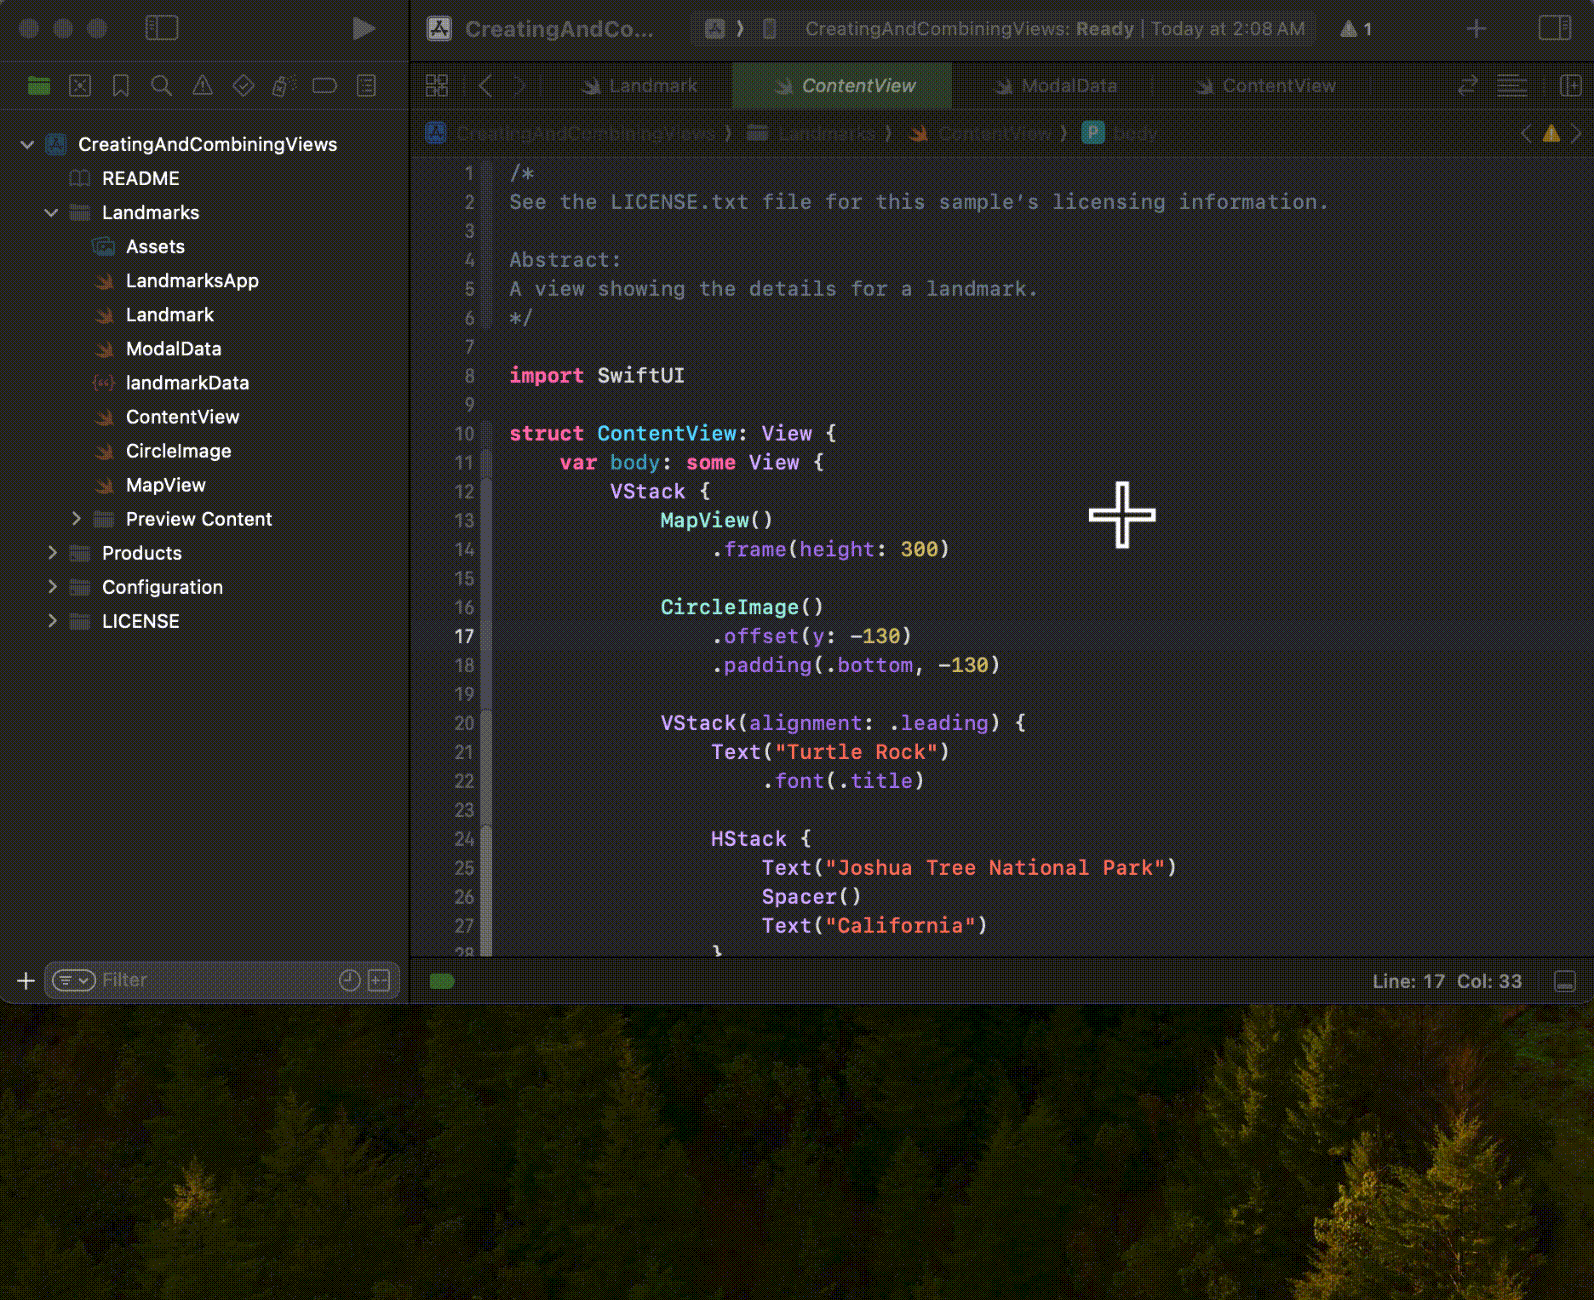 CreatingAndCo...
CreatingAndCombiningViews: Ready | Today at 2:08 AM
1
Landmark
ContentView
ModalData
ContentView
CreatingAndCombiningViews
Landmarks
ContentView
P body
CreatingAndCombiningViews
README
Landmarks
Assets
LandmarksApp
Landmark
ModalData
landmarkData
ContentView
CircleImage
MapView
Preview Content
Products
Configuration
LICENSE
Filter
1 /*
2 See the LICENSE.txt file for this sample’s licensing information.
3
4 Abstract:
5 A view showing the details for a landmark.
6 */
7
8 import SwiftUI
9
10 struct ContentView: View {
11 var body: some View {
12 VStack {
13 MapView()
14 .frame(height: 300)
15
16 CircleImage()
17 .offset(y: -130)
18 .padding(.bottom, -130)
19
20 VStack(alignment: .leading) {
21 Text("Turtle Rock")
22 .font(.title)
23
24 HStack {
25 Text("Joshua Tree National Park")
26 Spacer()
27 Text("California")
28 }
Line: 17 Col: 33